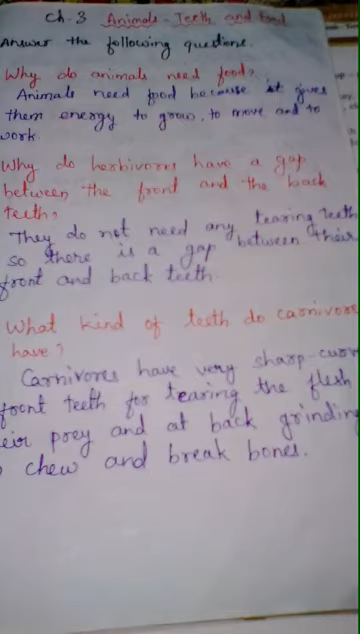 Ch-3 Animals-Teeth and Food
Answer the following questions.
Why do animals need food?
Animals need food because it gives
them energy to grow, to move and to
work.
Why do herbivores have a gap
between the front and the back
teeth?
They do not need any tearing teeth
so there is a gap between their
front and back teeth.
What kind of teeth do carnivore
have?
Carnivores have very sharp-curv
front teeth for tearing the flesh
eir prey and at back grinding
chew and break bones.